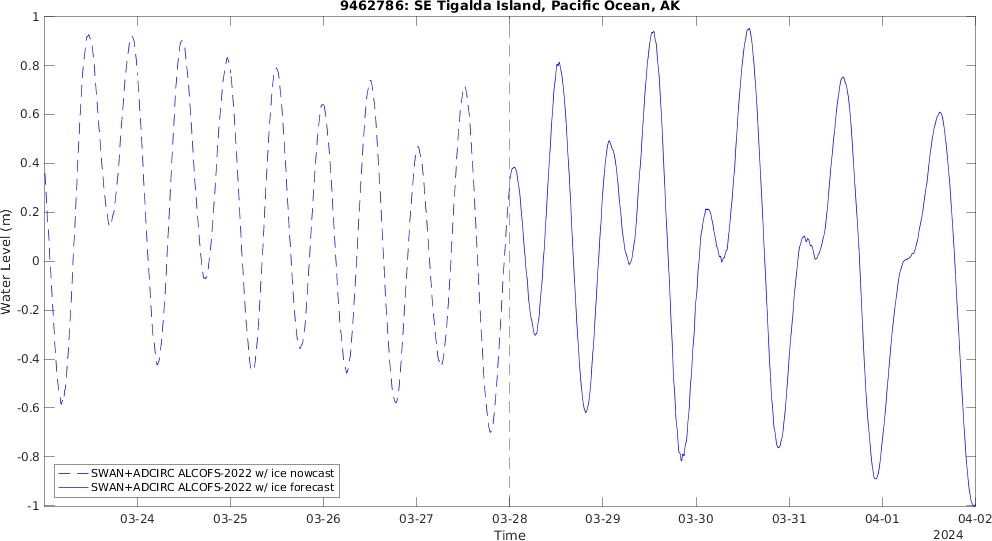 9462786: SE Tigalda Island, Pacific Ocean, AK
Water Level (m)
1
0.8
0.6
0.4
0.2
0
-0.2
-0.4
-0.6
-0.8
-1
SWAN+ADCIRC ALCOFS-2022 w/ ice nowcast
SWAN+ADCIRC ALCOFS-2022 w/ ice forecast
03-24 03-25 03-26 03-27 03-28 03-29 03-30 03-31 04-01 04-02
Time
2024